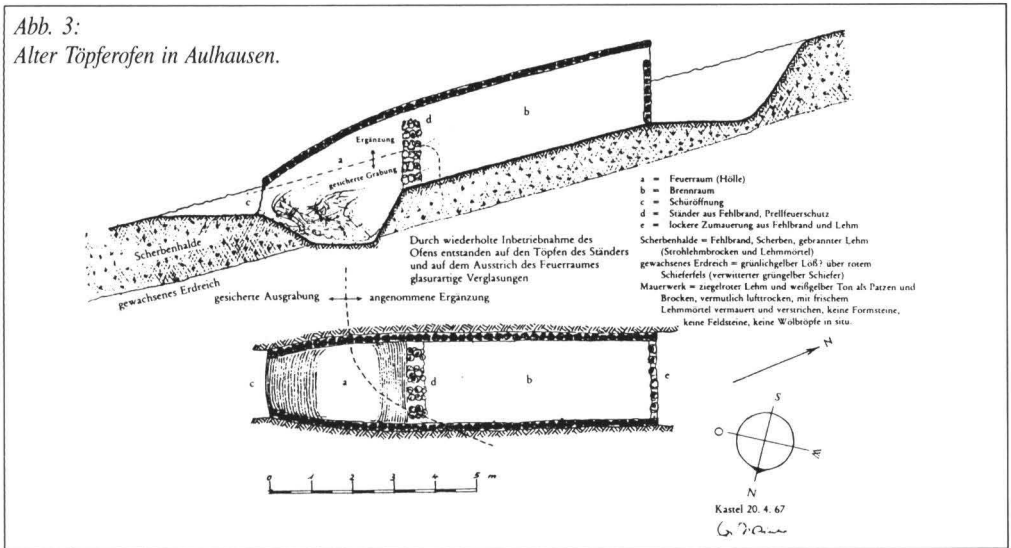 Abb. 3:
Alter Töpferofen in Aulhausen.
b
d
Ergänzung
a
gesicherte Grabung
c
Scherbenhalde
gewachsenes Erdreich
a = Feuerraum (Hölle)
b = Brennraum
c = Schüröffnung
d = Ständer aus Fehlbrand, Prellfeuerschutz
e = lockere Zumauerung aus Fehlbrand und Lehm
Scherbenhalde = Fehlbrand, Scherben, gebrannter Lehm
(Strohlehmbrocken und Lehmmörtel)
gewachsenes Erdreich = grünlichgelber Löß? über rotem
Schieferfels (verwitterter grüngelber Schiefer)
Mauerwerk = ziegelroter Lehm und weißgelber Ton als Patzen und
Brocken, vermutlich lufttrocken, mit frischem
Lehmmörtel vermauert und verstrichen, keine Formsteine,
keine Feldsteine, keine Wölbtöpfe in situ.
Durch wiederholte Inbetriebnahme des
Ofens entstanden auf den Töpfen des Ständers
und auf dem Ausstrich des Feuerraumes
glasurartige Verglasungen
gesicherte Ausgrabung ←→ angenommene Ergänzung
c
a
d
b
e
0 1 2 3 4 5 m
N
S
O
W
N
Kastel 20. 4. 67